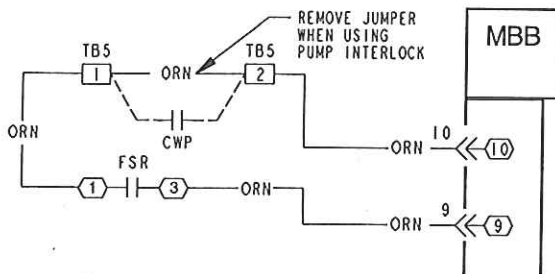 REMOVE JUMPER
WHEN USING
PUMP INTERLOCK
MBB
TB5
TB5
1
ORN
2
CWP
ORN
10
ORN
10
FSR
1
3
ORN
9
ORN
9